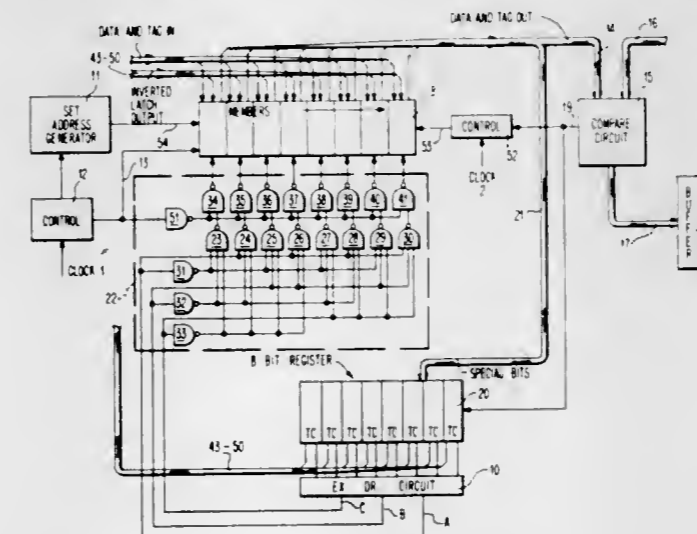 DATA AND TAG IN
DATA AND TAG OUT
M
16
43-50
INVERTED
LATCH
OUTPUT
11
SET
ADDRESS
GENERATOR
54
MEMBERS
53
CONTROL
52
19
15
COMPARE
CIRCUIT
13
12
CONTROL
CLOCK 1
CLOCK
2
21
17
BUFFER
51
34 35 36 37 38 39 40 41
23 24 25 26 27 28 29 30
31
32
33
22
8 BIT REGISTER
SPECIAL BITS
20
TC TC TC TC TC TC TC TC
43-50
EX OR CIRCUIT
10
C
B
A